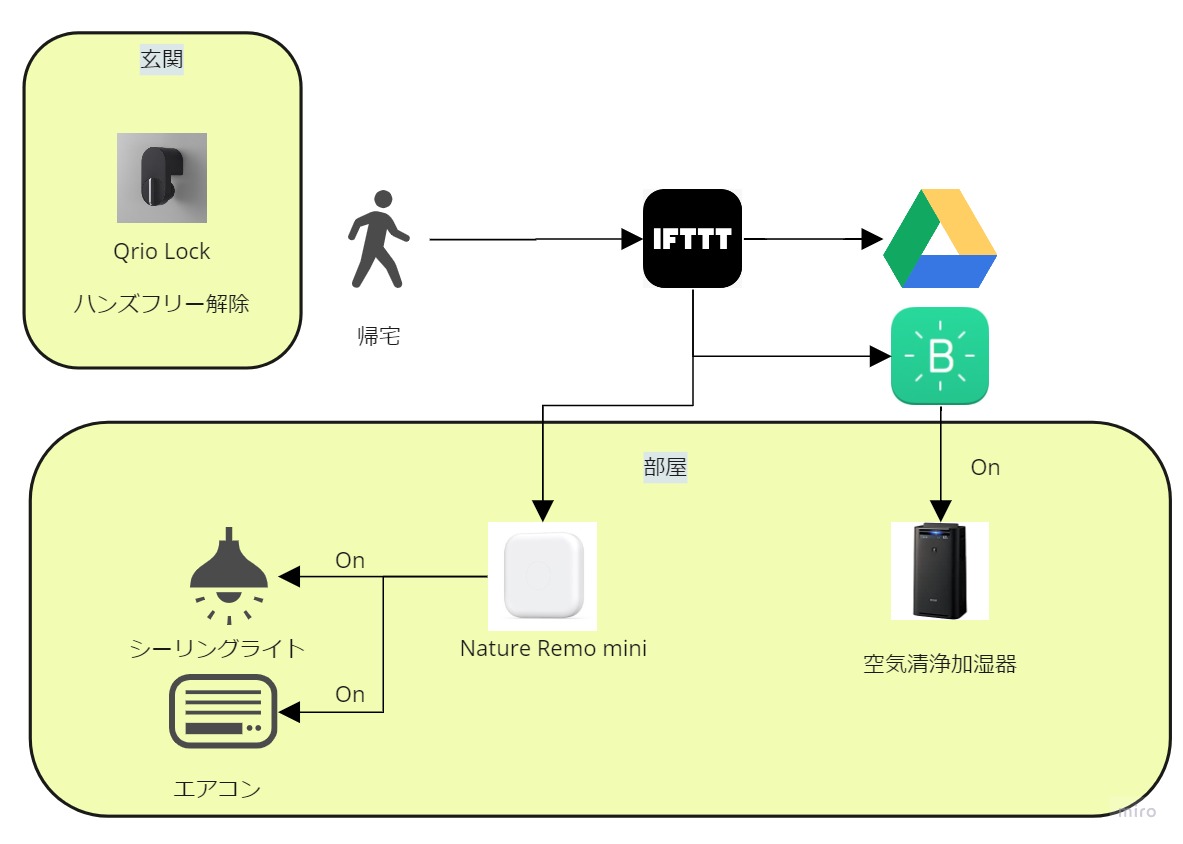 玄関
Qrio Lock
ハンズフリー解除
帰宅
IFTTT
B
部屋
On
On
シーリングライト
Nature Remo mini
空気清浄加湿器
On
エアコン
miro